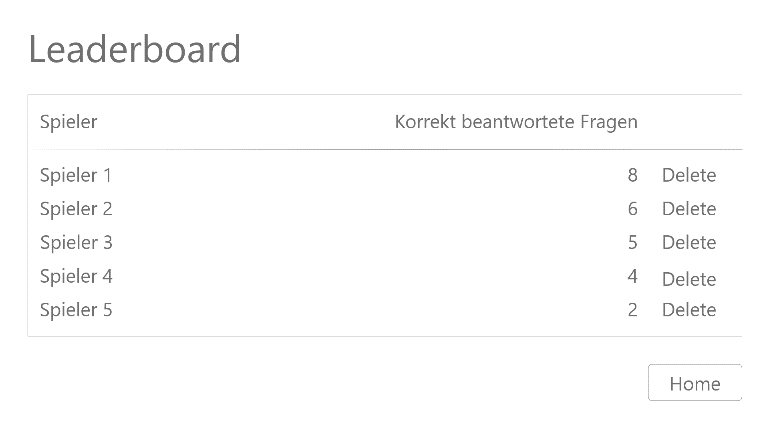 Leaderboard
Spieler Korrekt beantwortete Fragen
Spieler 1 8 Delete
Spieler 2 6 Delete
Spieler 3 5 Delete
Spieler 4 4 Delete
Spieler 5 2 Delete
Home